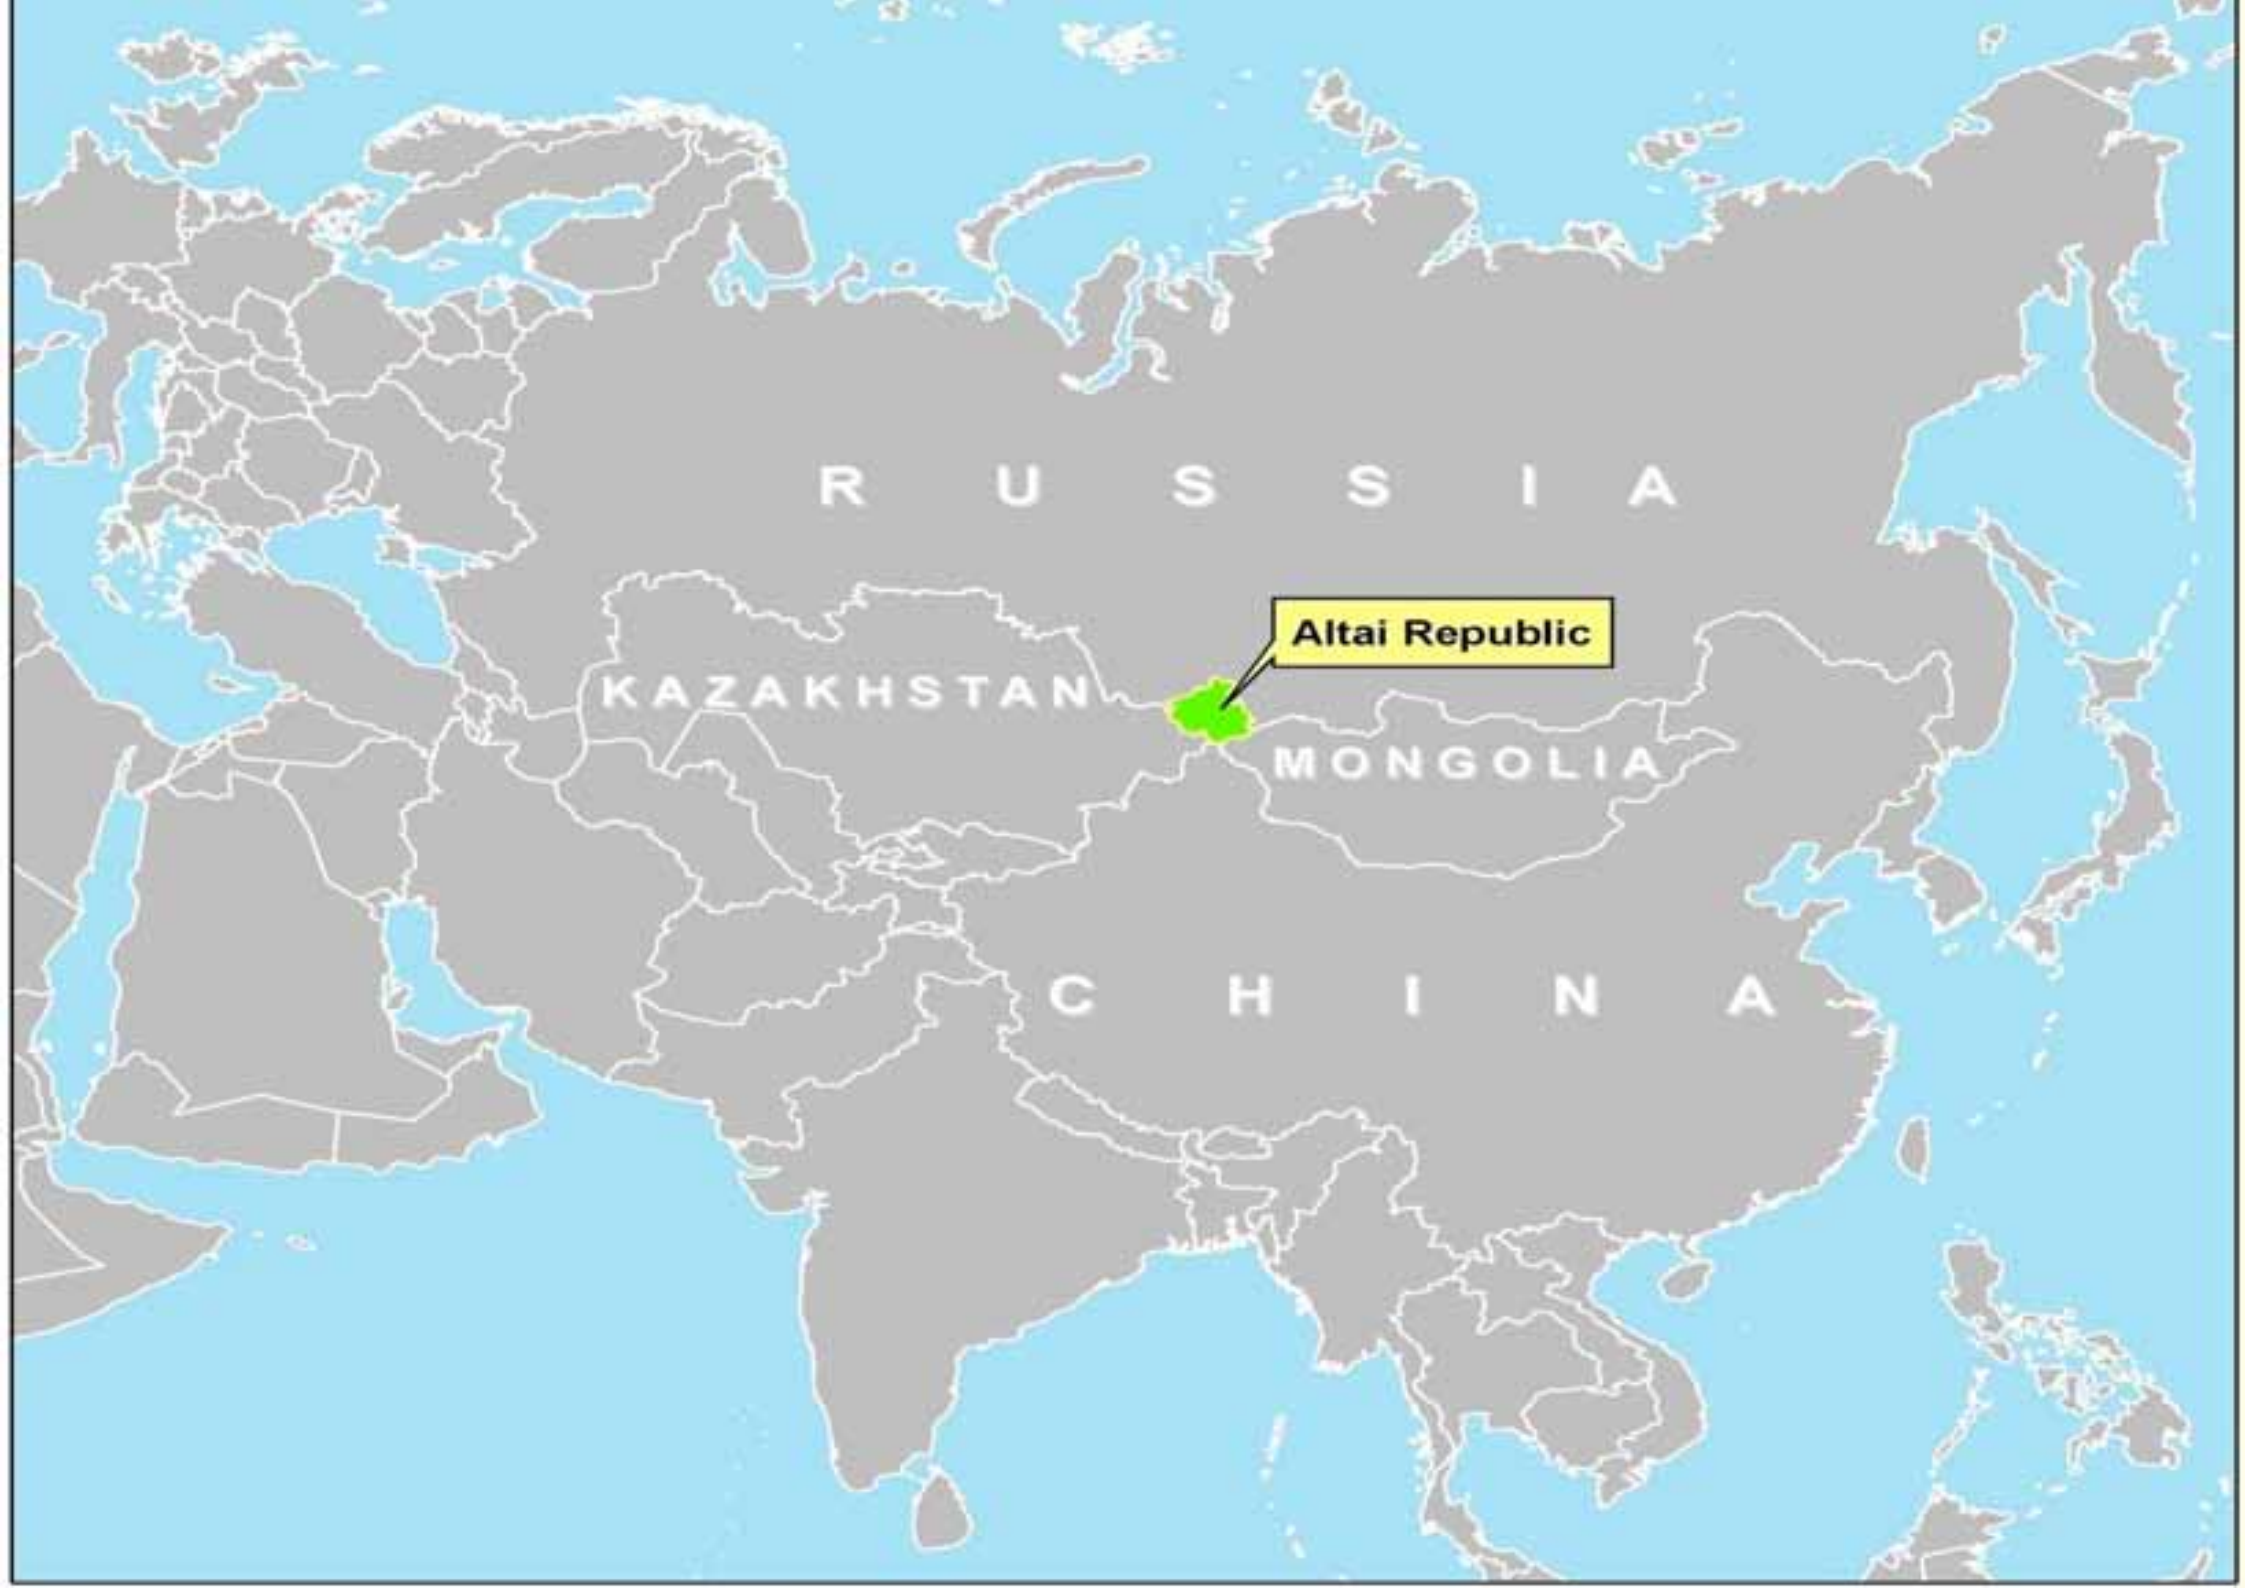 R U S S I A
Altai Republic
KAZAKHSTAN
MONGOLIA
C H I N A